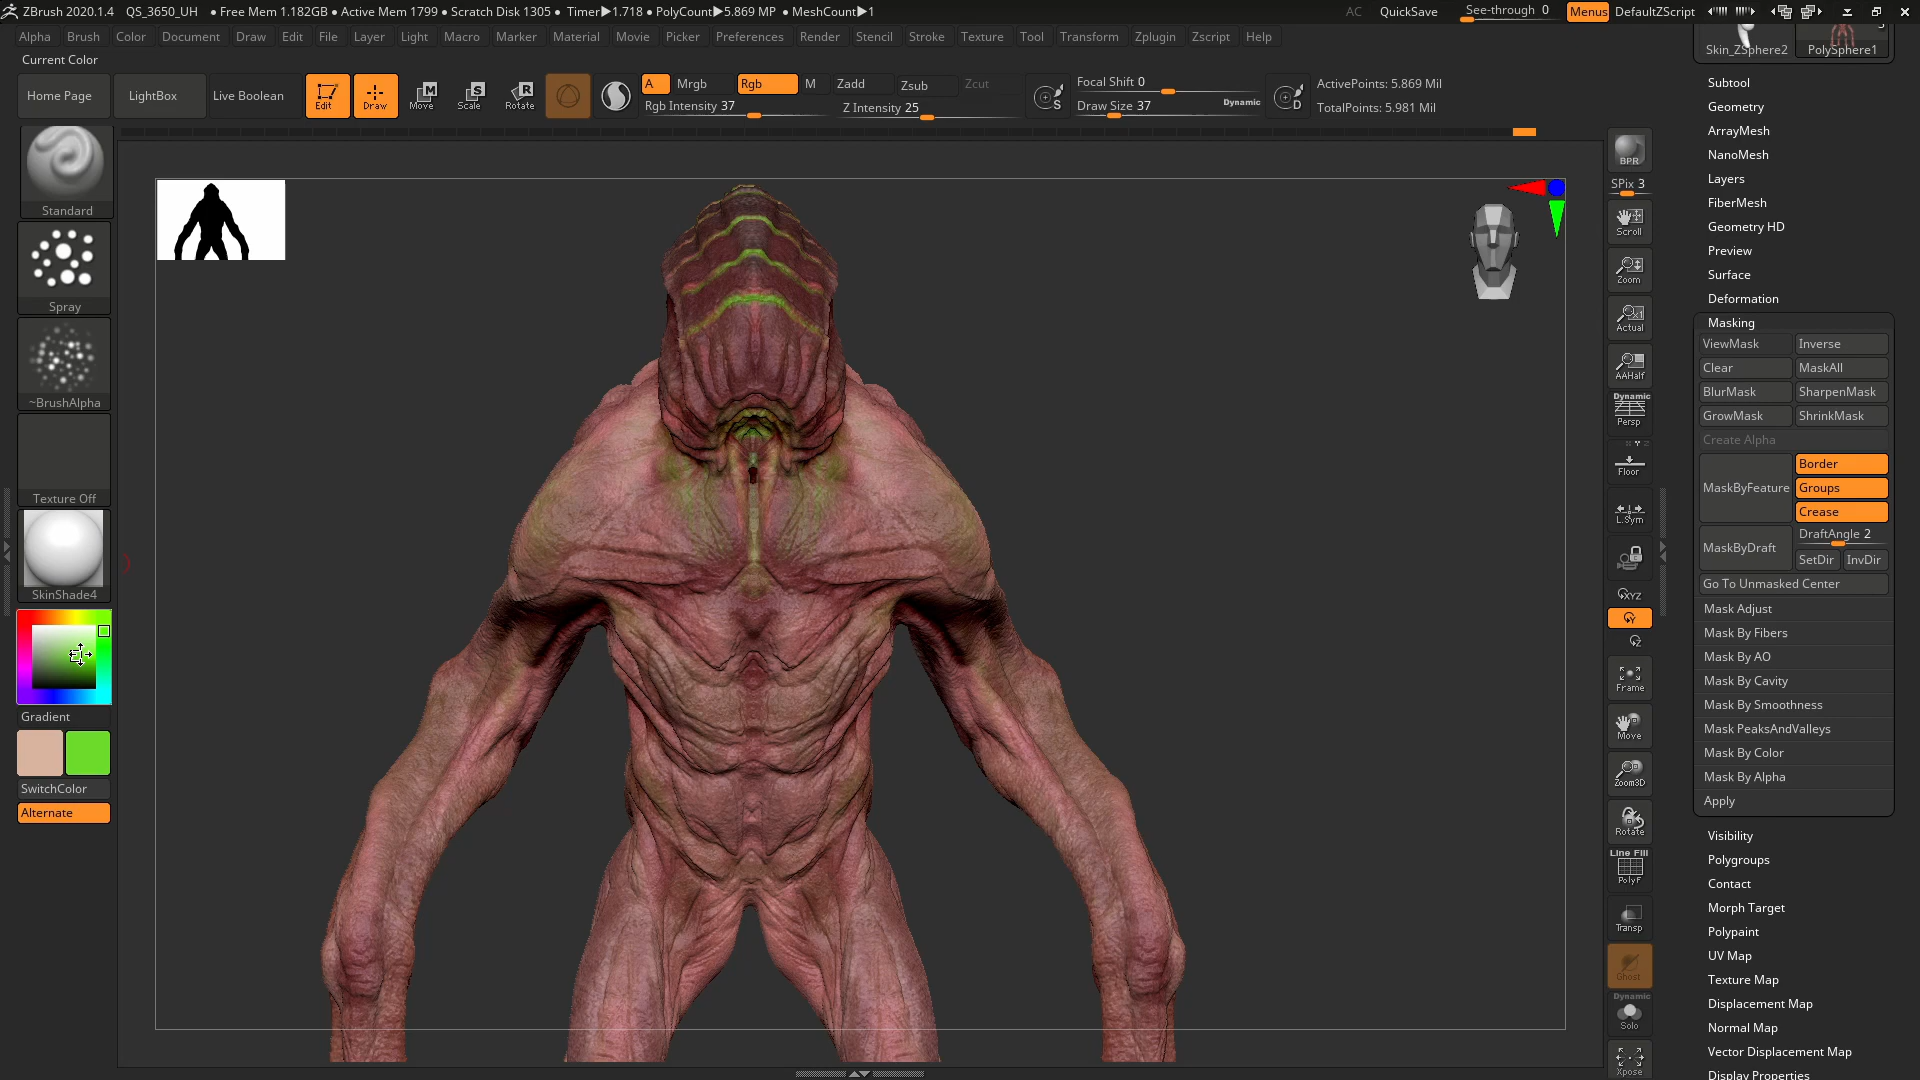 ZBrush 2020.1.4 QS_3650_UH ● Free Mem 1.182GB ● Active Mem 1799 ● Scratch Disk 1305 ● Timer▶1.718 ● PolyCount▶5.869 MP ● MeshCount▶1 AC QuickSave See-through 0 Menus DefaultZScript
Alpha Brush Color Document Draw Edit File Layer Light Macro Marker Material Movie Picker Preferences Render Stencil Stroke Texture Tool Transform Zplugin Zscript Help
Current Color
Home Page LightBox Live Boolean Edit Draw Move Scale Rotate
M S R
A Mrgb Rgb M Zadd Zsub Zcut
Rgb Intensity 37 Z Intensity 25
S
Focal Shift 0
Draw Size 37 Dynamic
D
ActivePoints: 5.869 Mil
TotalPoints: 5.981 Mil
Standard
Spray
~BrushAlpha
Texture Off
SkinShade4
Gradient
SwitchColor
Alternate
BPR
SPix 3
Scroll
Zoom
Actual
AAHalf
Dynamic
Persp
Floor
L.Sym
XYZ
Y
Z
Frame
Move
Zoom3D
Rotate
Line Fill
PolyF
Transp
Ghost
Dynamic
Solo
Xpose
Skin_ZSphere2 PolySphere1
Subtool
Geometry
ArrayMesh
NanoMesh
Layers
FiberMesh
Geometry HD
Preview
Surface
Deformation
Masking
ViewMask Inverse
Clear MaskAll
BlurMask SharpenMask
GrowMask ShrinkMask
Create Alpha
MaskByFeature
Border
Groups
Crease
MaskByDraft
DraftAngle 2
SetDir InvDir
Go To Unmasked Center
Mask Adjust
Mask By Fibers
Mask By AO
Mask By Cavity
Mask By Smoothness
Mask PeaksAndValleys
Mask By Color
Mask By Alpha
Apply
Visibility
Polygroups
Contact
Morph Target
Polypaint
UV Map
Texture Map
Displacement Map
Normal Map
Vector Displacement Map
Display Properties